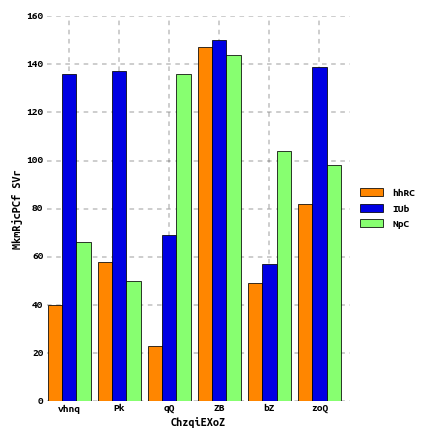 160
140
120
100
80
60
40
20
0
MkmRjcPCf SVr
vhnq Pk qQ ZB bZ zoQ
ChzqiEXoZ
hhRC
IUb
NpC